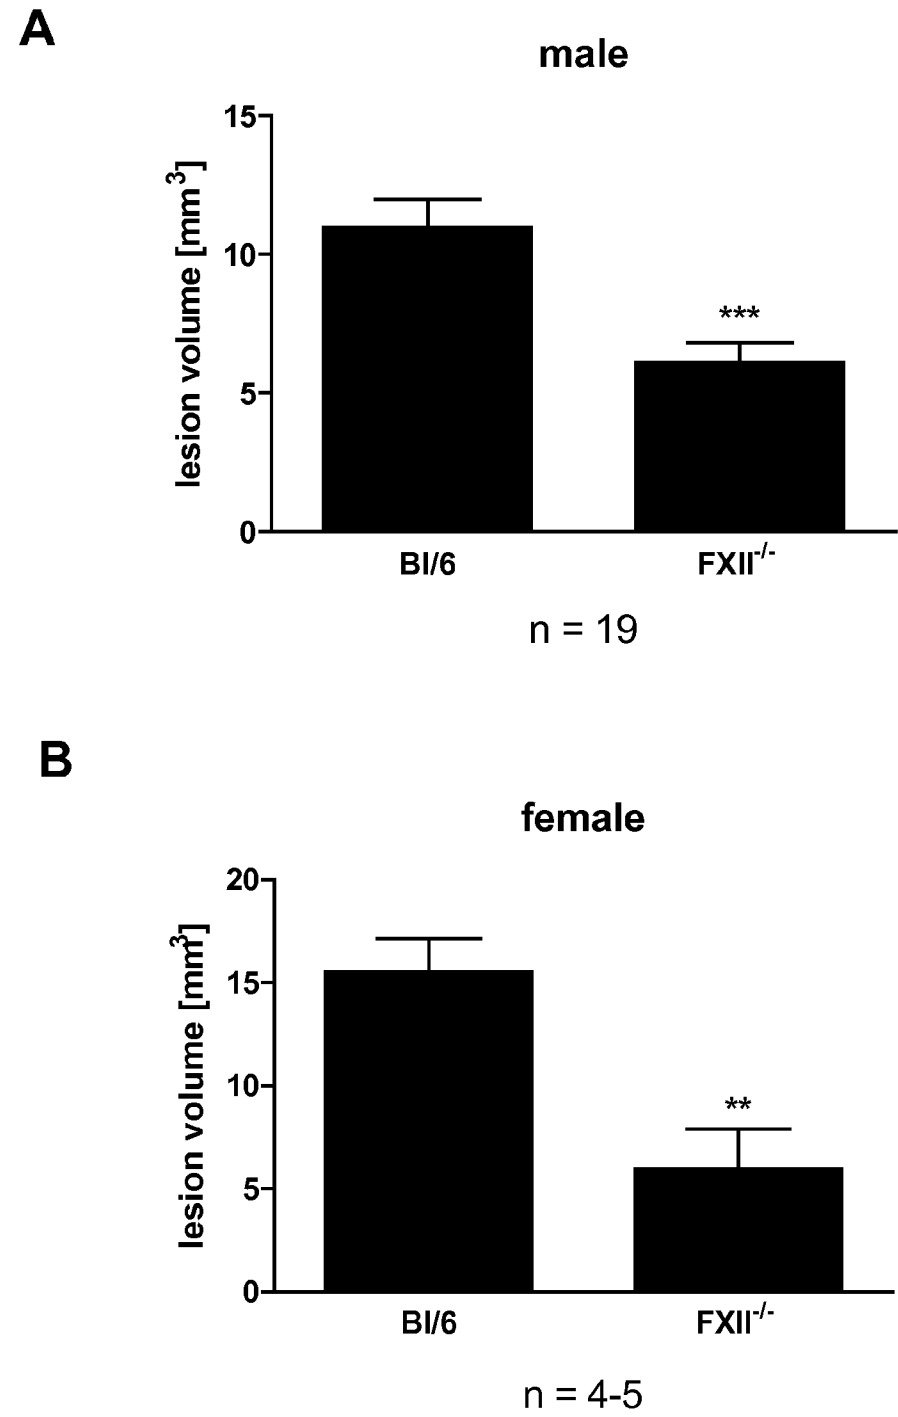 A
male
lesion volume [mm³]
15
10
5
0
***
Bl/6
FXII⁻/⁻
n = 19
B
female
lesion volume [mm³]
20
15
10
5
0
**
Bl/6
FXII⁻/⁻
n = 4-5